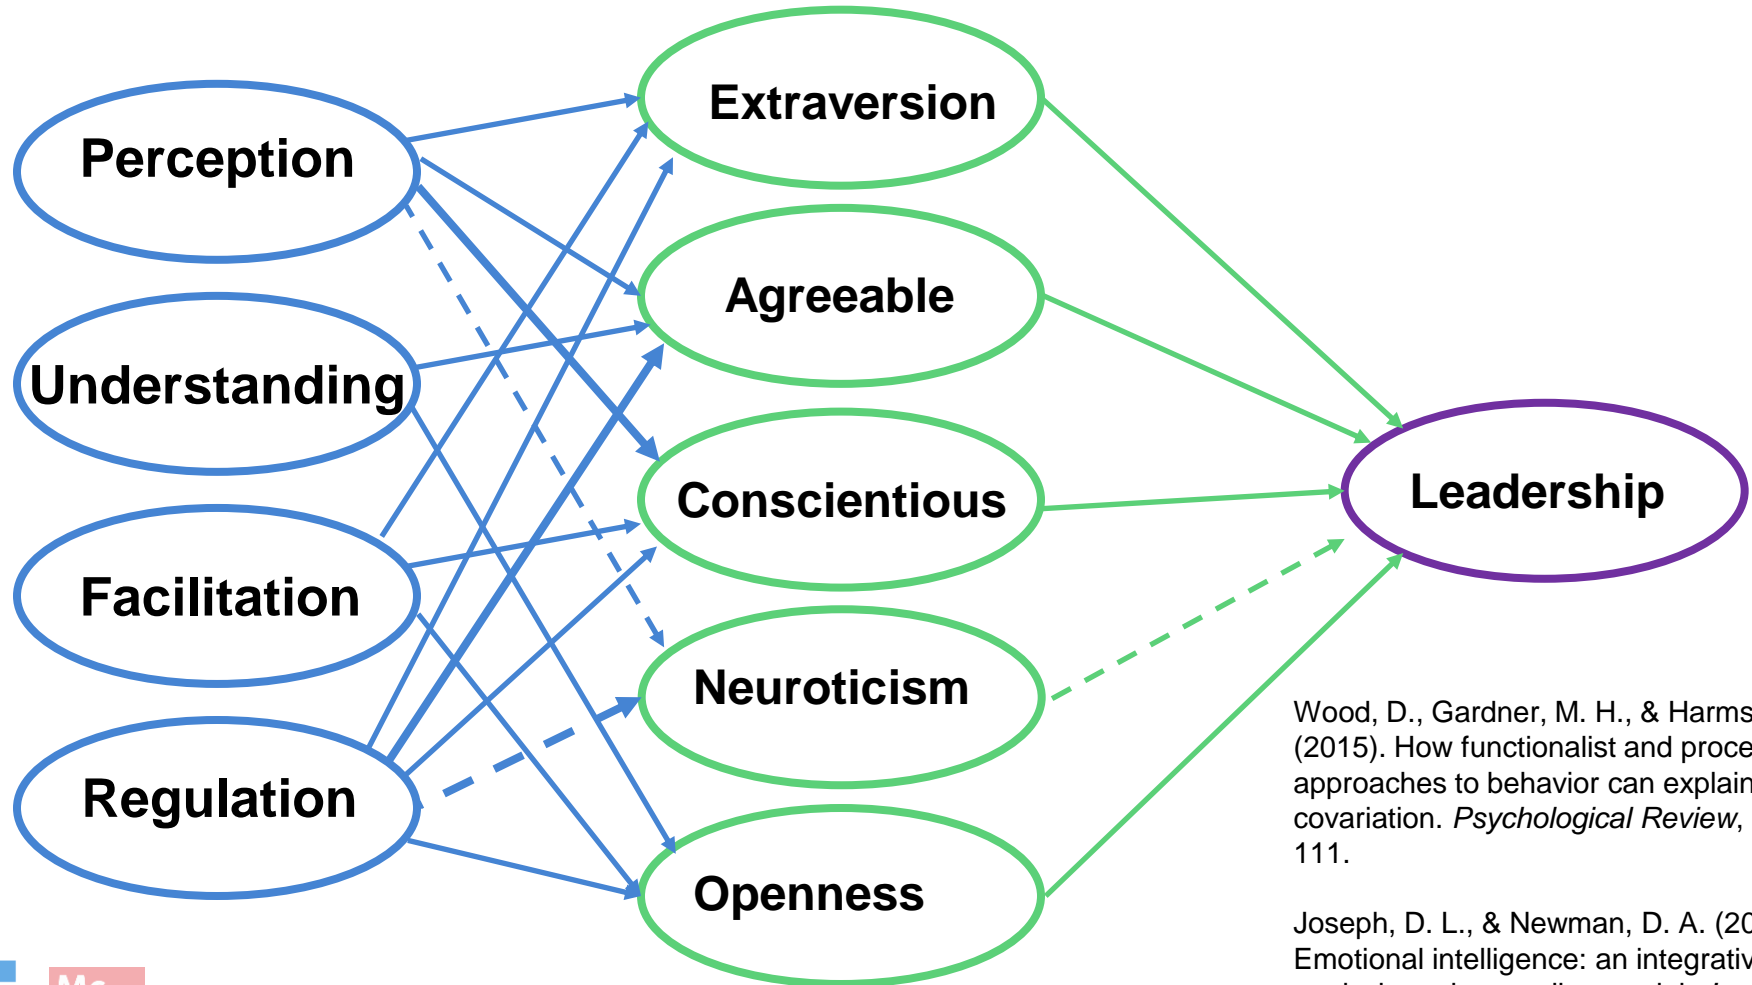 Extraversion
Perception
Agreeable
Understanding
Conscientious
Leadership
Facilitation
Neuroticism
Regulation
Openness
Wood, D., Gardner, M. H., & Harms
(2015). How functionalist and proce
approaches to behavior can explain
covariation. Psychological Review,
111.
Joseph, D. L., & Newman, D. A. (20
Emotional intelligence: an integrativ